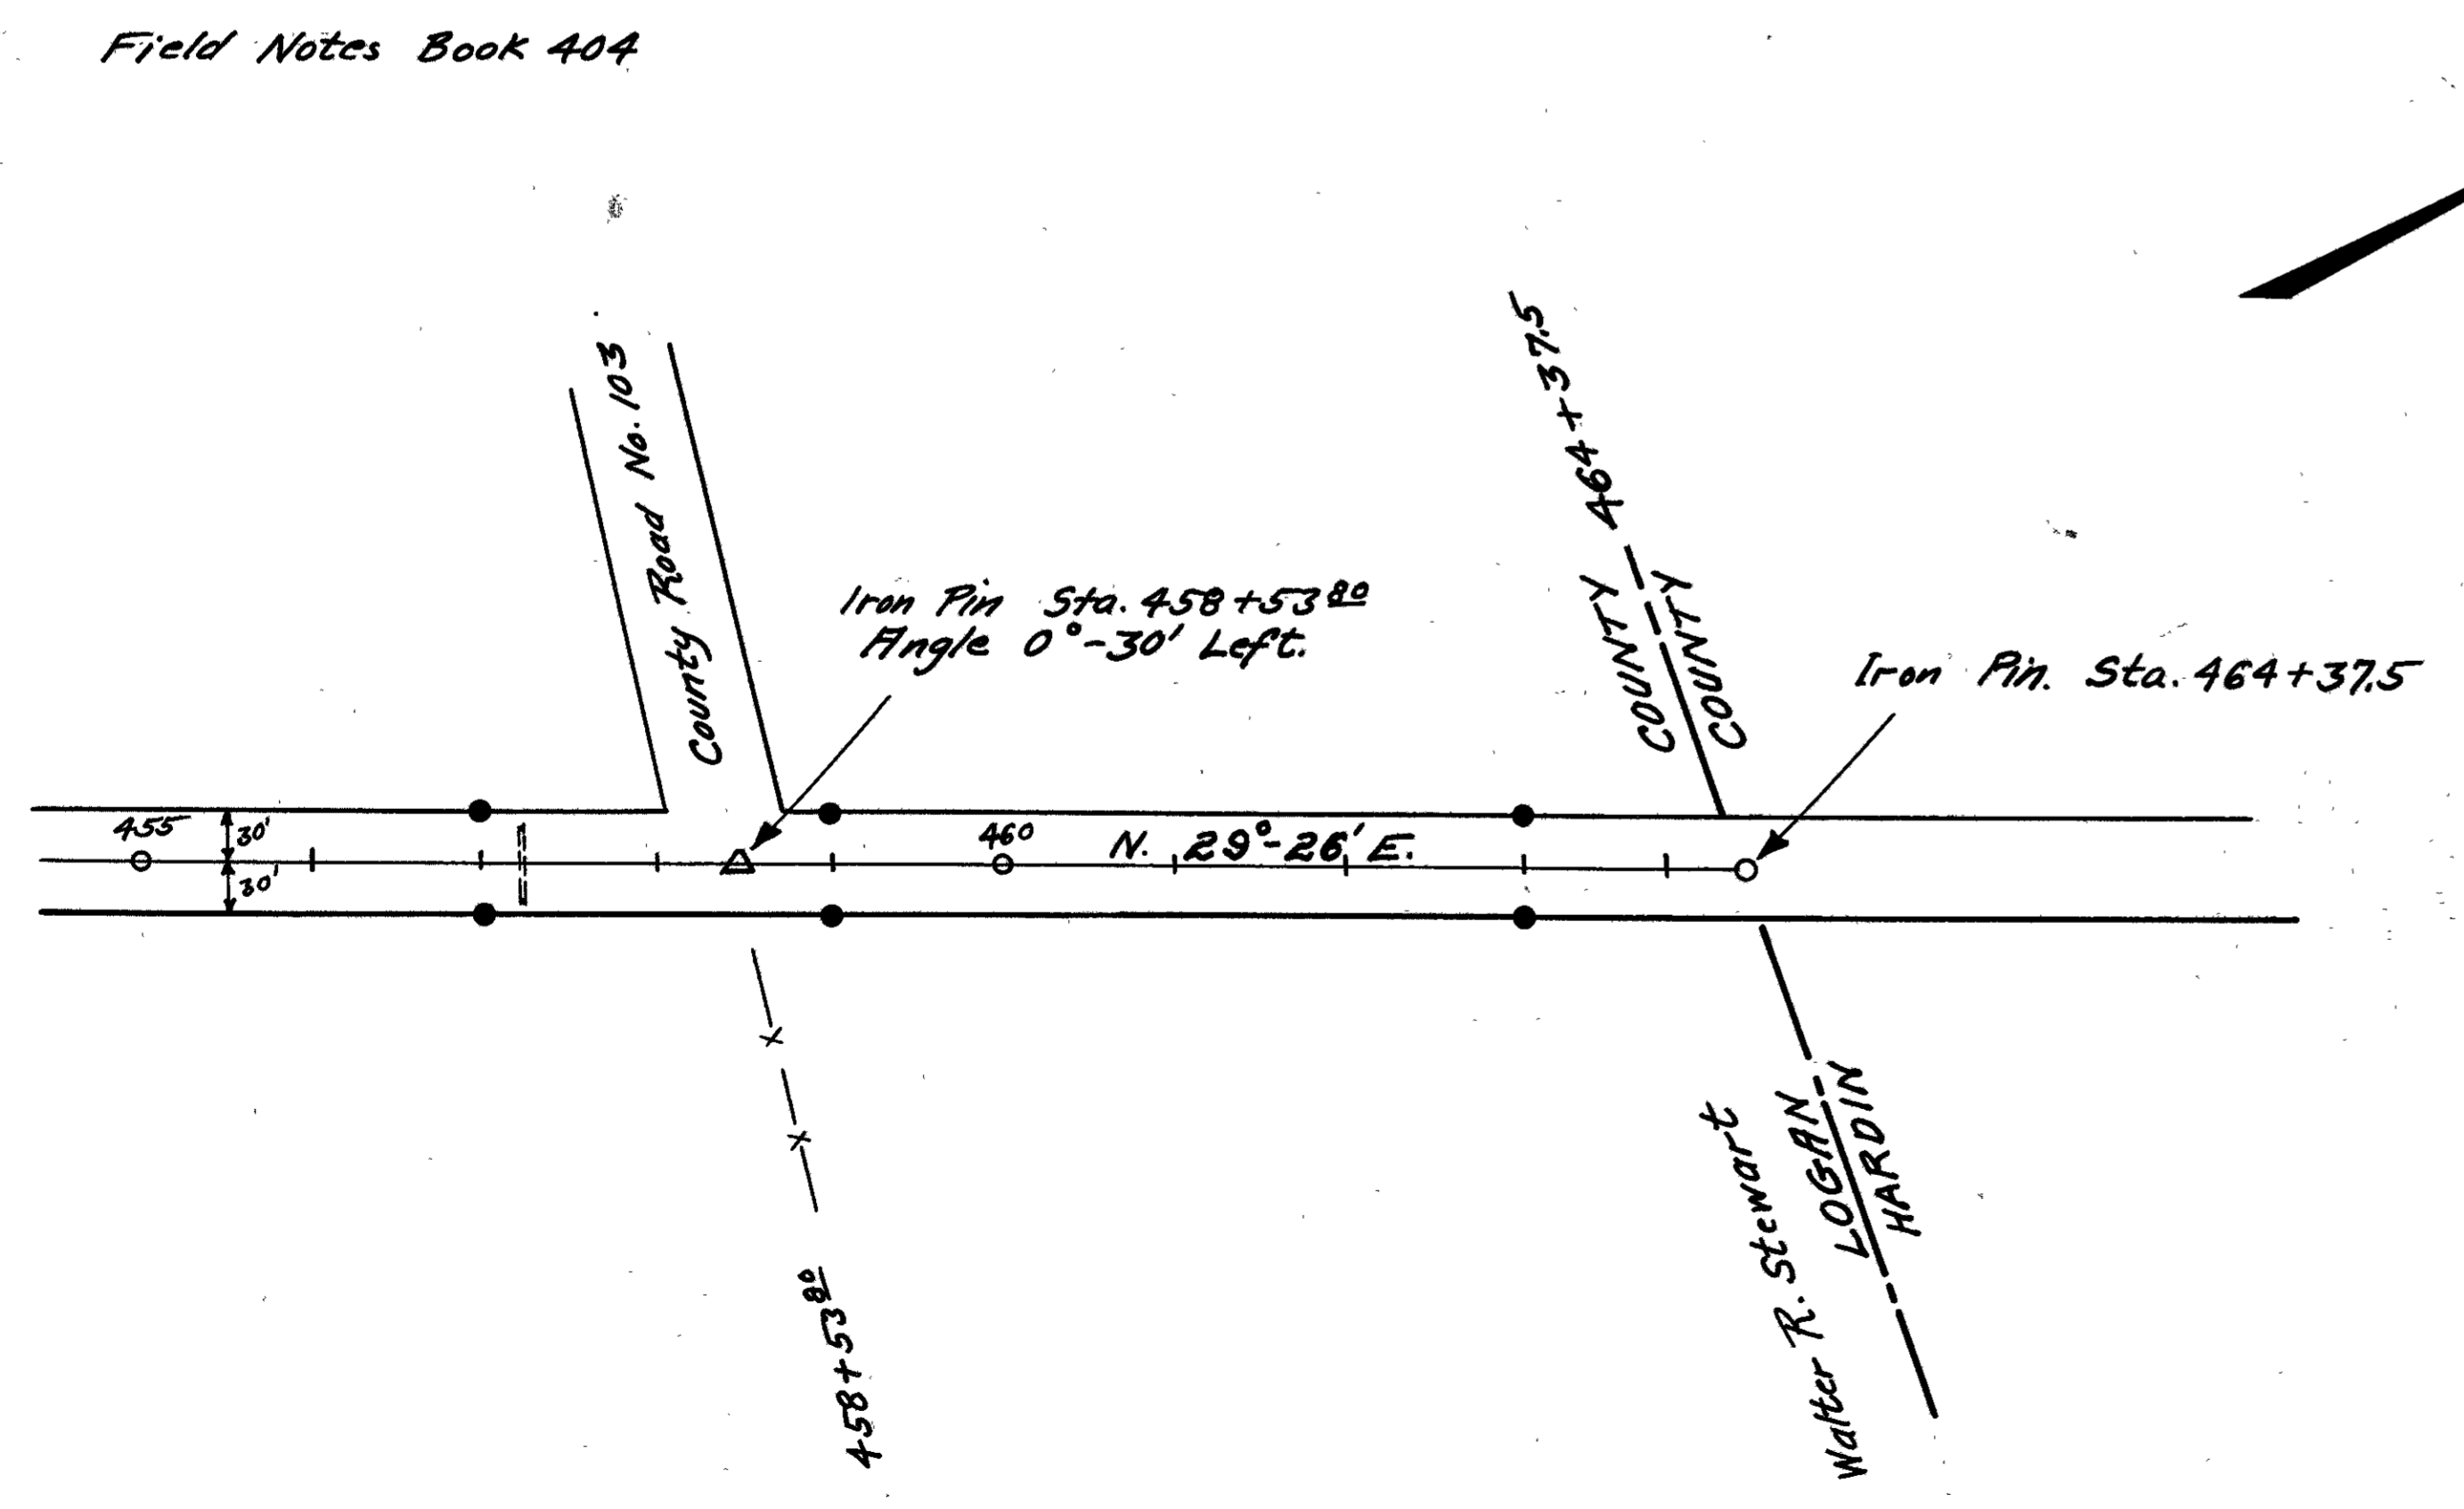 Field Notes Book 404
County Road No. 103
464+37.5
COUNTY
COUNTY
Iron Pin Sta. 458+53 80
Angle 0°-30' Left.
Iron Pin. Sta. 464+37.5
455
30'
30'
460
N. 29°-26' E.
458+53 80
Walter R. Stewart
LOGAN
HARDIN